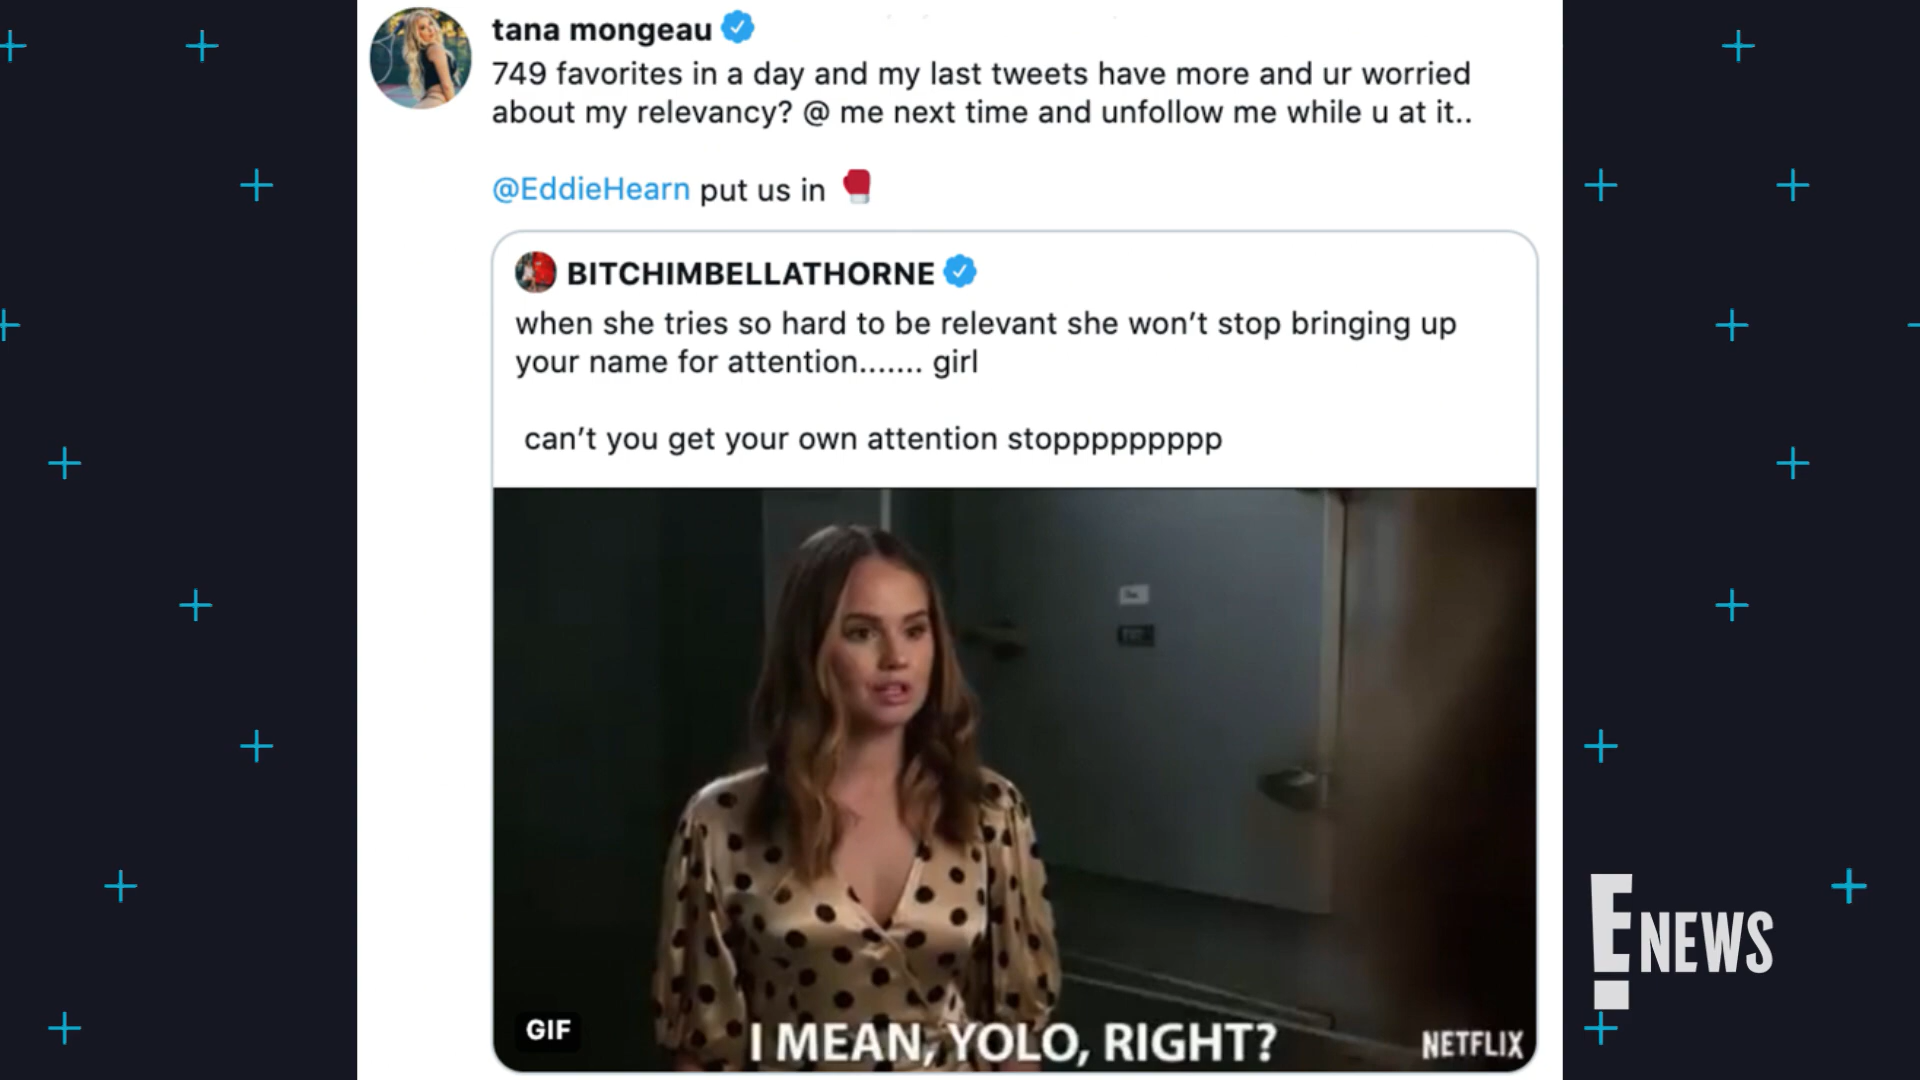 tana mongeau
749 favorites in a day and my last tweets have more and ur worried
about my relevancy? @ me next time and unfollow me while u at it..
@EddieHearn put us in 🥊
BITCHIMBELLATHORNE
when she tries so hard to be relevant she won’t stop bringing up
your name for attention....... girl
can’t you get your own attention stopppppppppp
GIF
I MEAN, YOLO, RIGHT?
NETFLIX
E NEWS